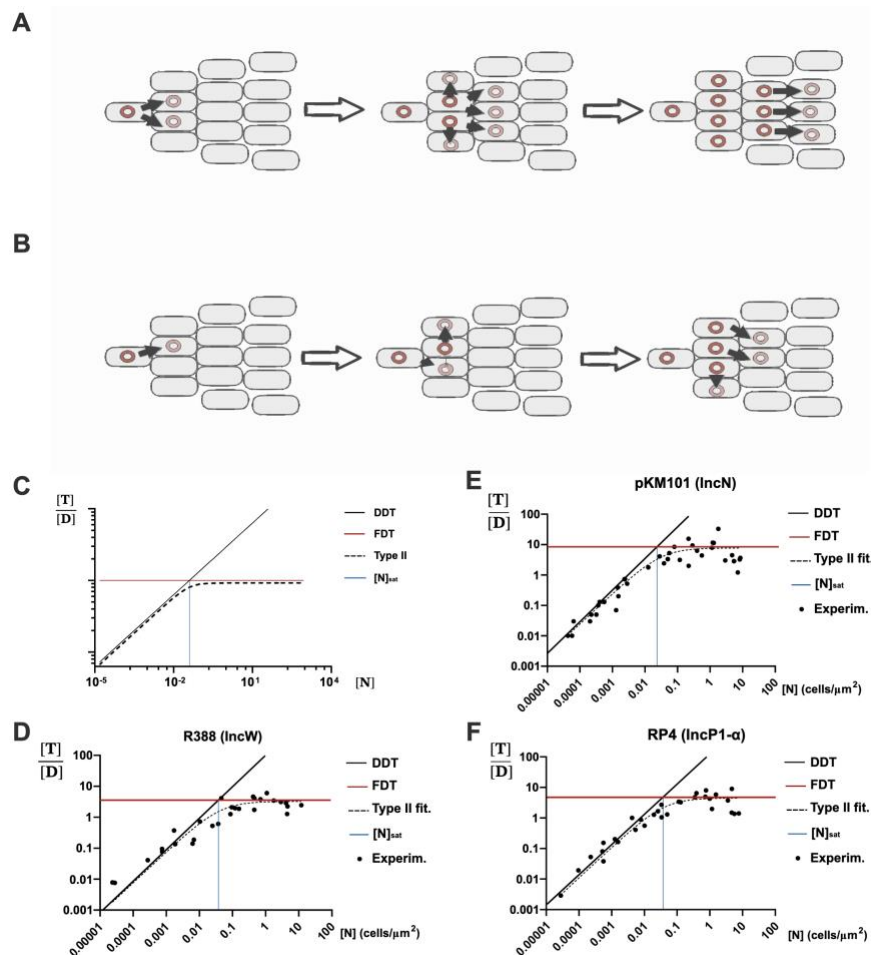 A
B
C
[T]
[D]
DDT
FDT
Type II
[N]sat
10⁻⁵
10⁻²
10¹
10⁴
[N]
D
R388 (IncW)
[T]
[D]
100
10
1
0.1
0.01
0.001
0.00001
0.0001
0.001
0.01
0.1
1
10
100
[N] (cells/μm²)
DDT
FDT
Type II fit.
[N]sat
Experim.
E
pKM101 (IncN)
[T]
[D]
100
10
1
0.1
0.01
0.001
0.00001
0.0001
0.001
0.01
0.1
1
10
100
[N] (cells/μm²)
DDT
FDT
Type II fit.
[N]sat
Experim.
F
RP4 (IncP1-α)
[T]
[D]
100
10
1
0.1
0.01
0.001
0.00001
0.0001
0.001
0.01
0.1
1
10
100
[N] (cells/μm²)
DDT
FDT
Type II fit.
[N]sat
Experim.